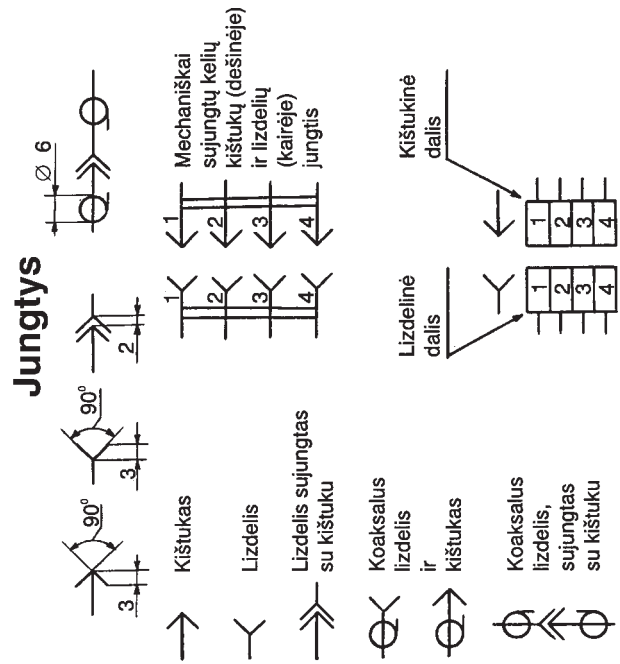 Jungtys
90°
3
90°
3
2
Ø 6
Kištukas
Lizdelis
Lizdelis sujungtas
su kištuku
Koaksalus
lizdelis
ir
kištukas
Koaksalus
lizdelis,
sujungtas
su kištuku
1
2
3
4
1
2
3
4
Mechaniškai
sujungtų kelių
kištukų (dešinėje)
ir lizdelių
(kairėje)
jungtis
Lizdelinė
dalis
Kištukinė
dalis
1
2
3
4
1
2
3
4